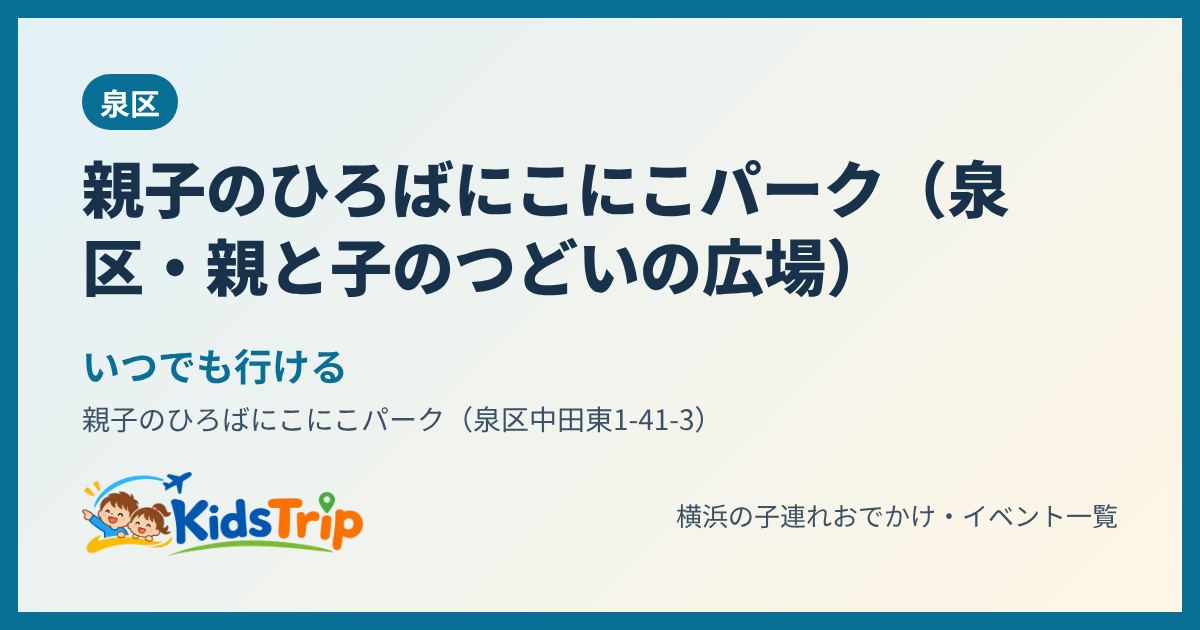 泉区
親子のひろばにこにこパーク（泉
区・親と子のつどいの広場）
いつでも行ける
親子のひろばにこにこパーク（泉区中田東1-41-3）
KidsTrip
横浜の子連れおでかけ・イベント一覧